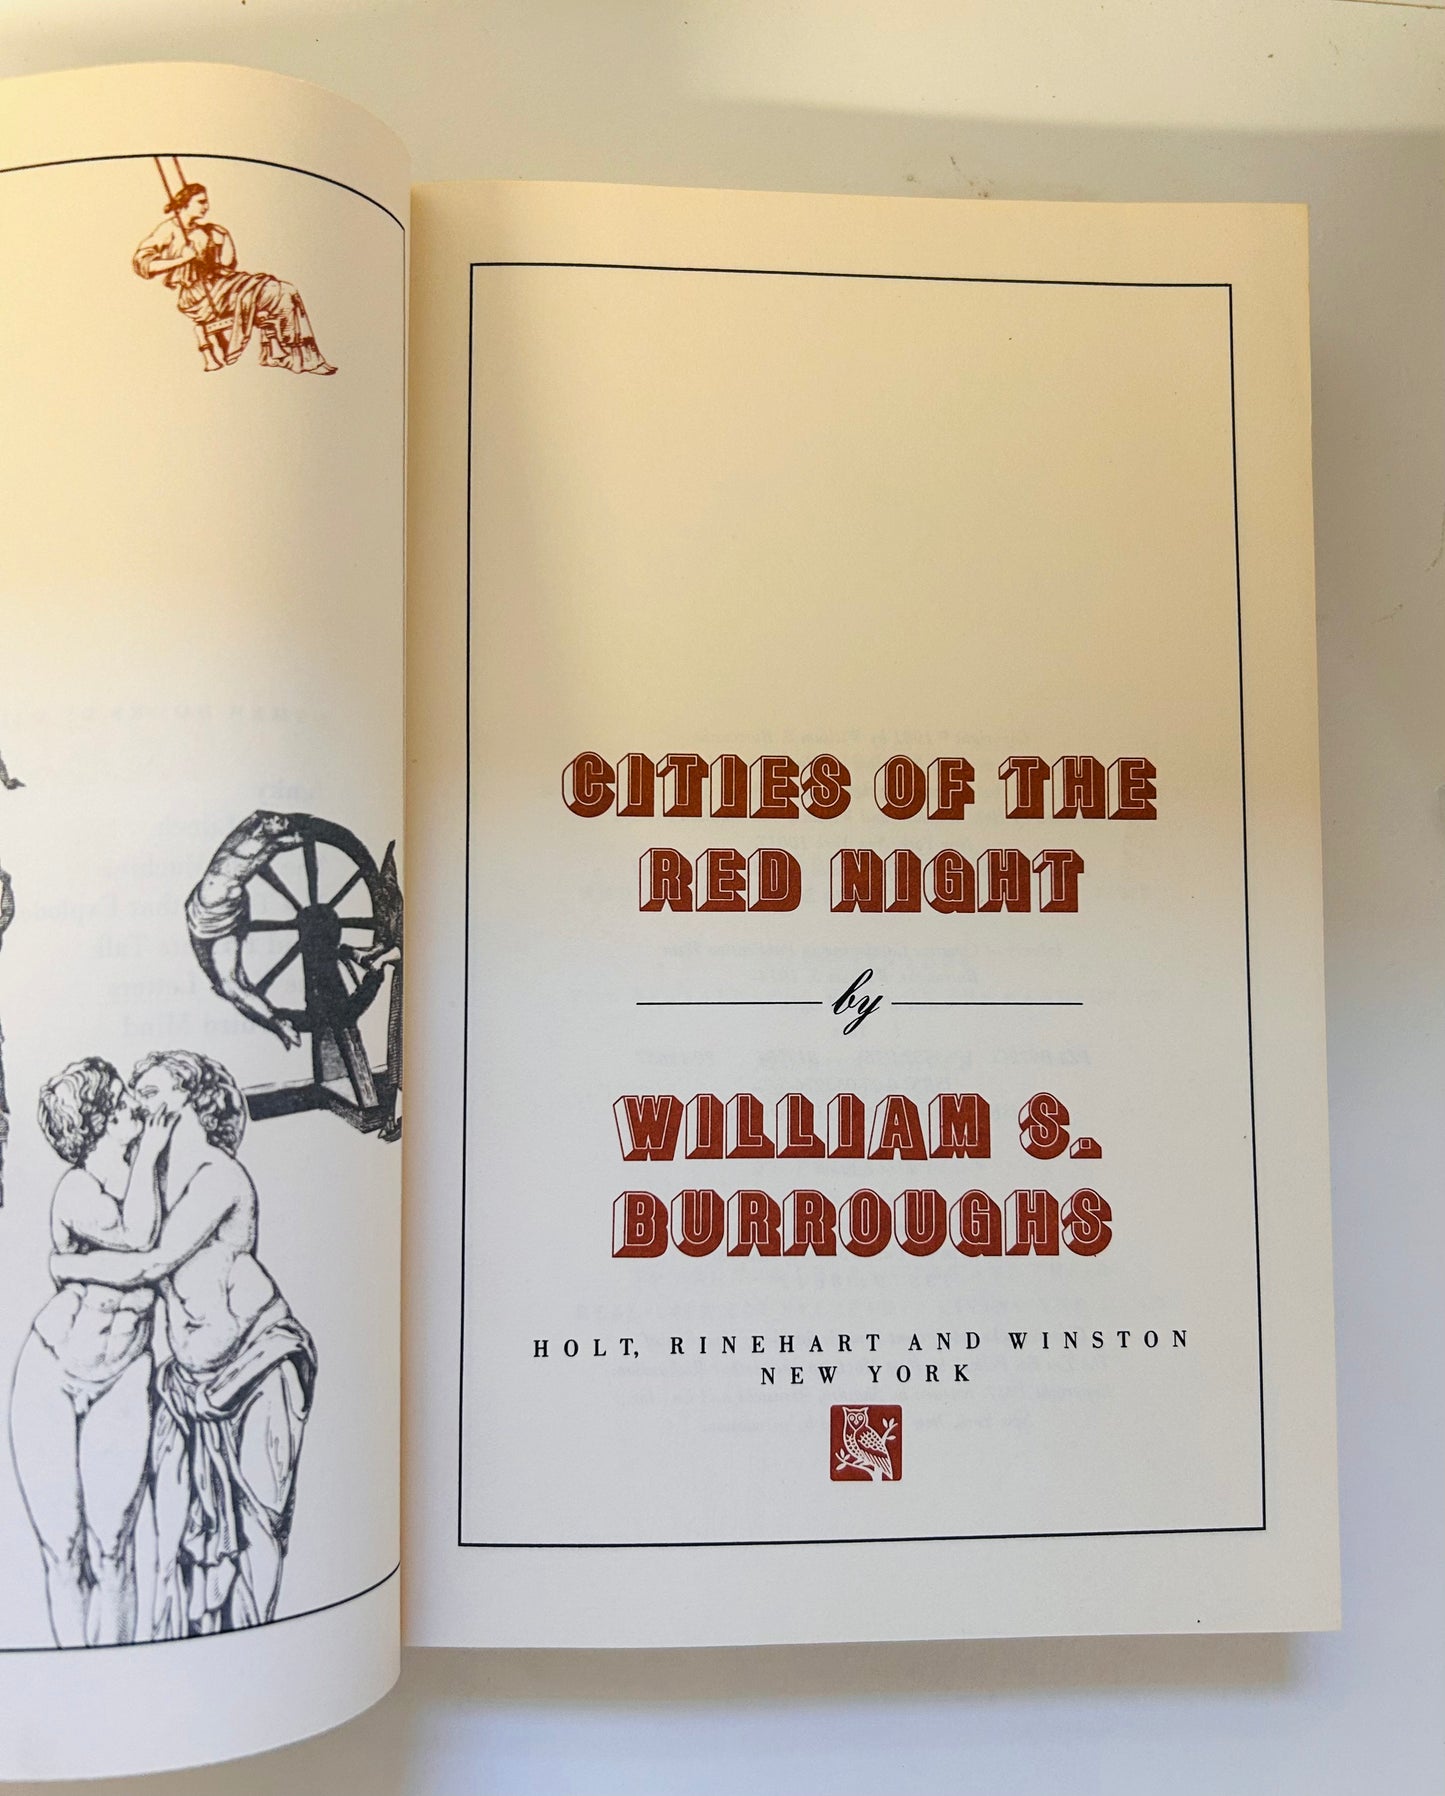 CITIES OF THE
RED NIGHT
by
WILLIAM S.
BURROUGHS
HOLT, RINEHART AND WINSTON
NEW YORK